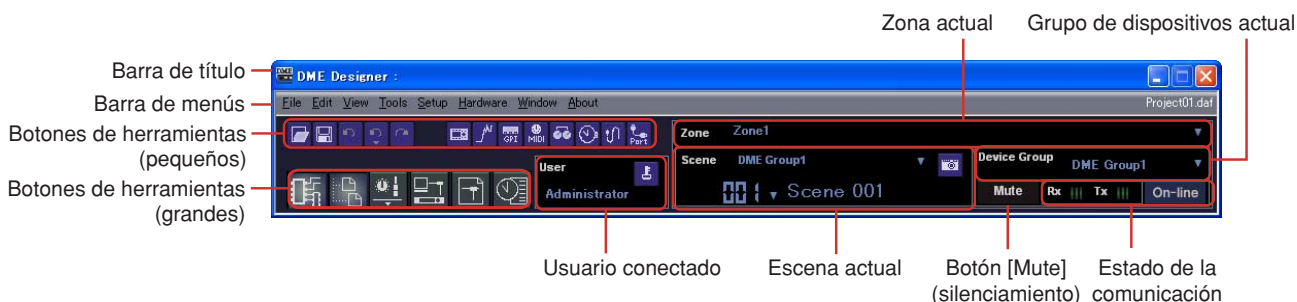 Zona actual
Grupo de dispositivos actual
Barra de título
DME Designer :
Barra de menús
File Edit View Tools Setup Hardware Window About
Project01.daf
Botones de herramientas
(pequeños)
GPI
MIDI
Port
Zone
Zone1
Botones de herramientas
(grandes)
User
Administrator
Scene
DME Group1
001
Scene 001
Device Group
DME Group1
Mute
Rx
Tx
On-line
Usuario conectado
Escena actual
Botón [Mute]
(silenciamiento)
Estado de la
comunicación